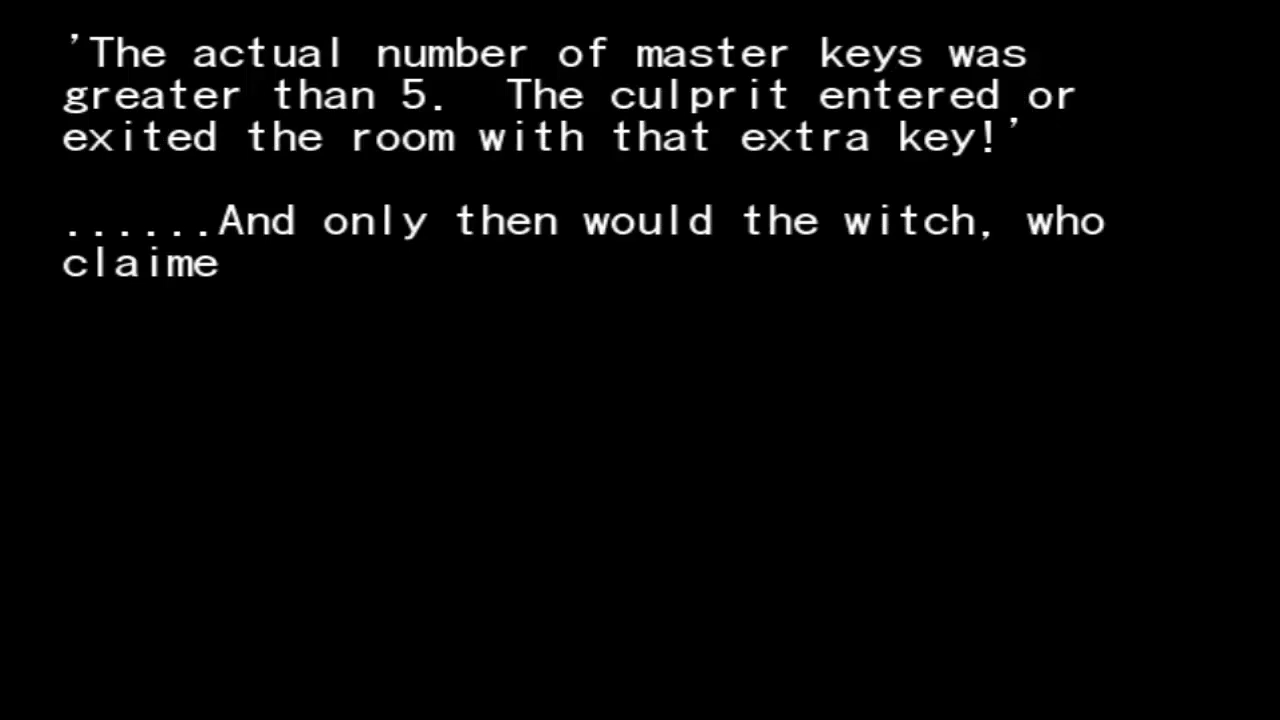 'The actual number of master keys was
greater than 5.  The culprit entered or
exited the room with that extra key!'
......And only then would the witch, who
claime